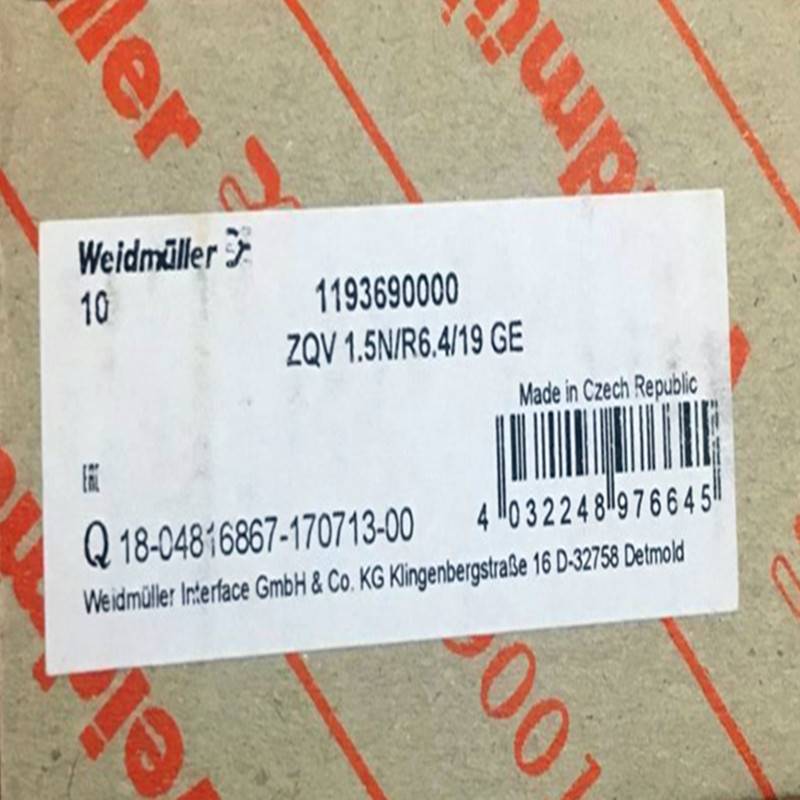 Weidmüller
10
1193690000
ZQV 1.5N/R6.4/19 GE
Made in Czech Republic
4 032248 976645
EAC
Q 18-04816867-170713-00
Weidmüller Interface GmbH & Co. KG Klingenbergstraße 16 D-32758 Detmold